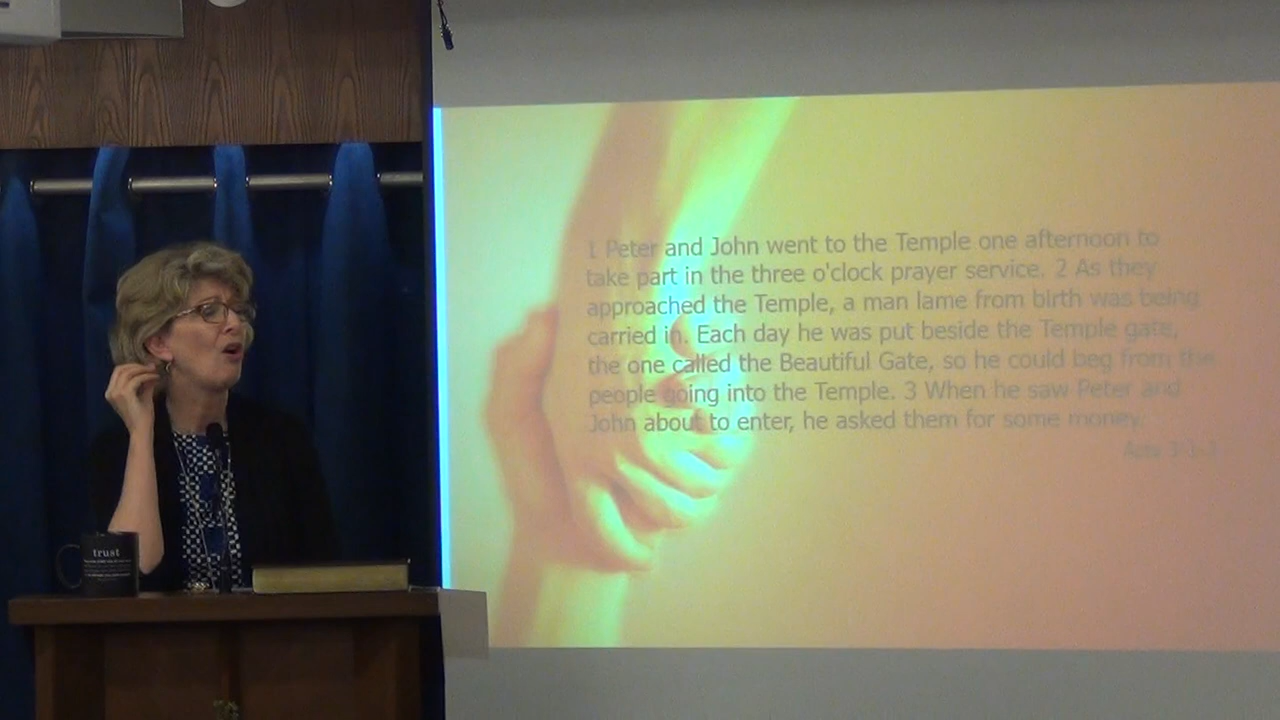 1 Peter and John went to the Temple one afternoon to
take part in the three o'clock prayer service. 2 As they
approached the Temple, a man lame from birth was being
carried in. Each day he was put beside the Temple gate,
the one called the Beautiful Gate, so he could beg from the
people going into the Temple. 3 When he saw Peter and
John about to enter, he asked them for some money.
Acts 3:1-3
trust